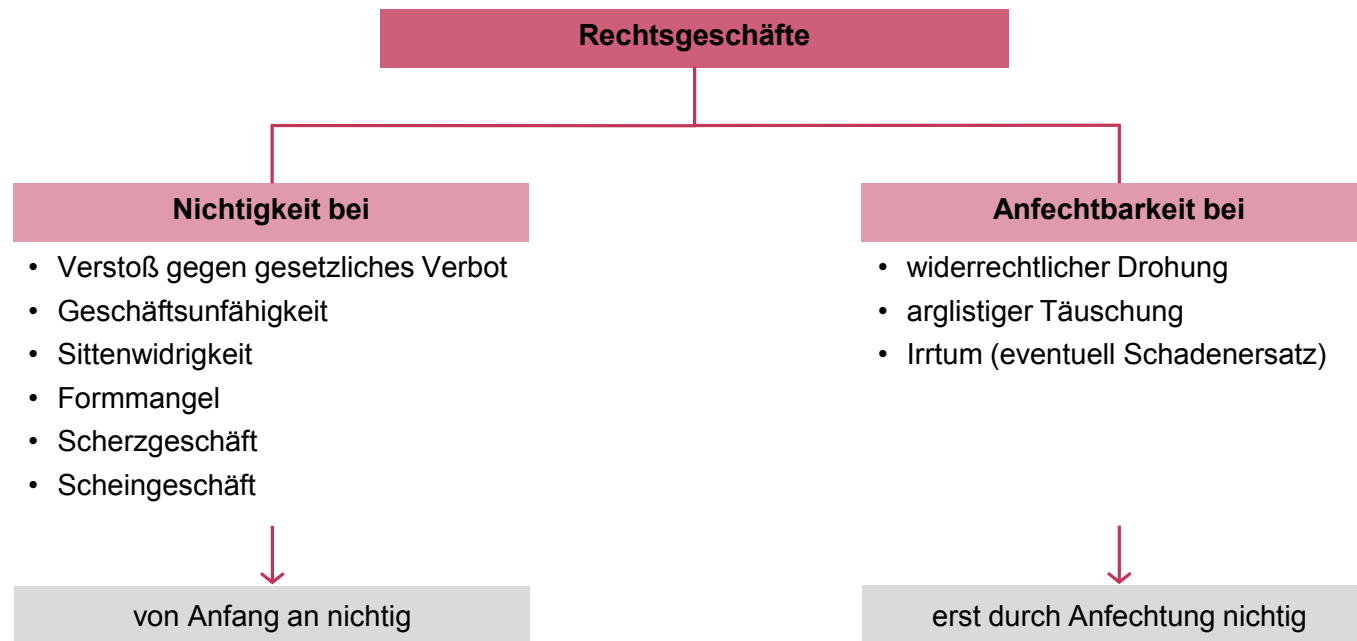 Rechtsgeschäfte
Nichtigkeit bei
• Verstoß gegen gesetzliches Verbot
• Geschäftsunfähigkeit
• Sittenwidrigkeit
• Formmangel
• Scherzgeschäft
• Scheingeschäft
von Anfang an nichtig
Anfechtbarkeit bei
• widerrechtlicher Drohung
• arglistiger Täuschung
• Irrtum (eventuell Schadenersatz)
erst durch Anfechtung nichtig